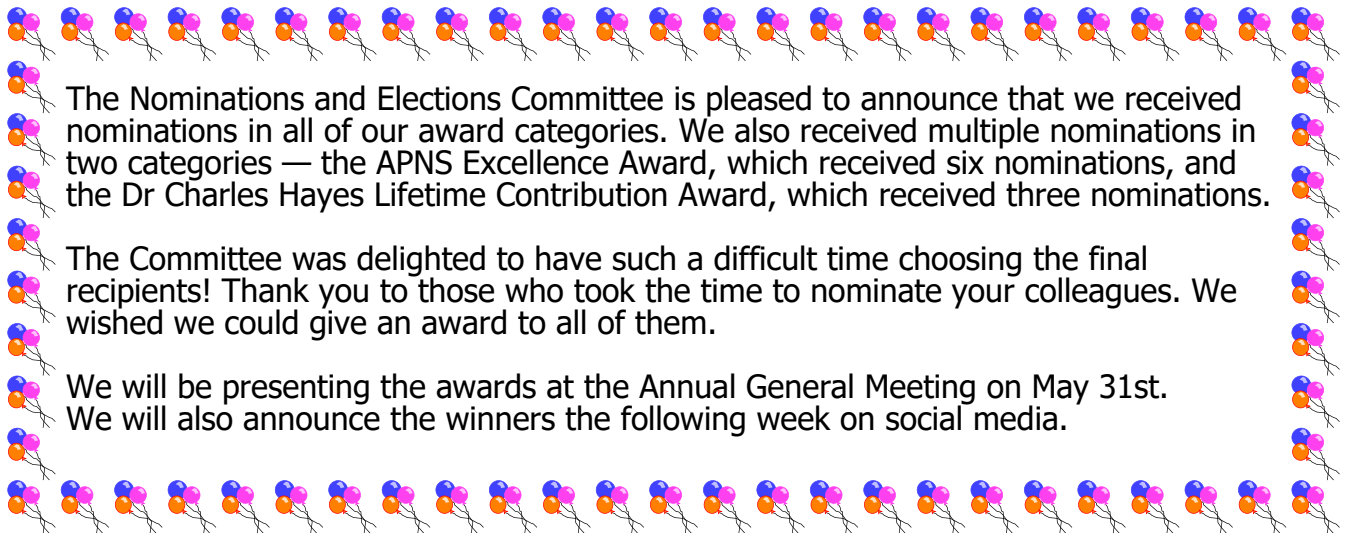 The Nominations and Elections Committee is pleased to announce that we received
nominations in all of our award categories. We also received multiple nominations in
two categories — the APNS Excellence Award, which received six nominations, and
the Dr Charles Hayes Lifetime Contribution Award, which received three nominations.
The Committee was delighted to have such a difficult time choosing the final
recipients! Thank you to those who took the time to nominate your colleagues. We
wished we could give an award to all of them.
We will be presenting the awards at the Annual General Meeting on May 31st.
We will also announce the winners the following week on social media.